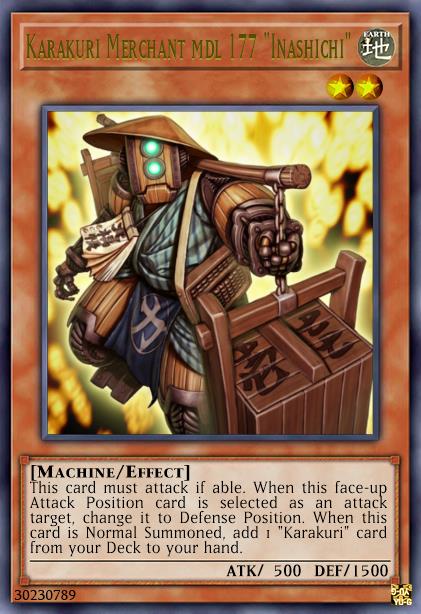 Karakuri Merchant mdl 177 "Inashichi"
EARTH
地
[Machine/Effect]
This card must attack if able. When this face-up
Attack Position card is selected as an attack
target, change it to Defense Position. When this
card is Normal Summoned, add 1 "Karakuri" card
from your Deck to your hand.
ATK/ 500 DEF/1500
30230789